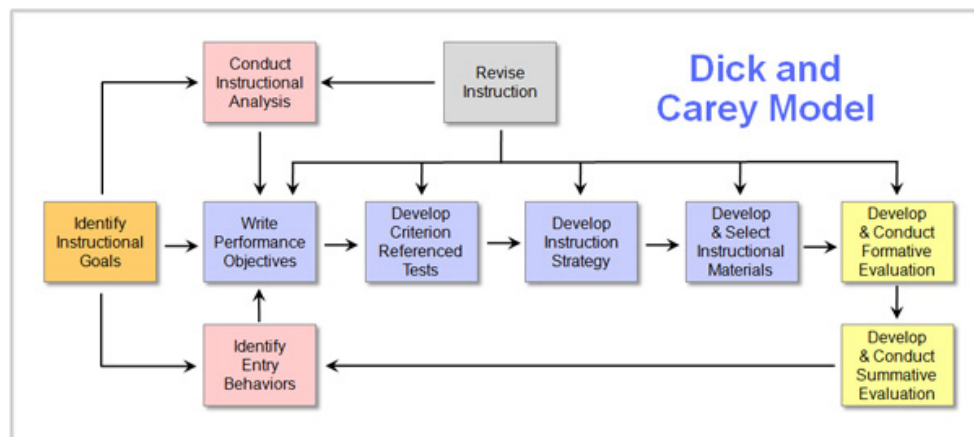 Conduct
Instructional
Analysis
Revise
Instruction
Dick and
Carey Model
Identify
Instructional
Goals
Write
Performance
Objectives
Develop
Criterion
Referenced
Tests
Develop
Instruction
Strategy
Develop
& Select
Instructional
Materials
Develop
& Conduct
Formative
Evaluation
Identify
Entry
Behaviors
Develop
& Conduct
Summative
Evaluation